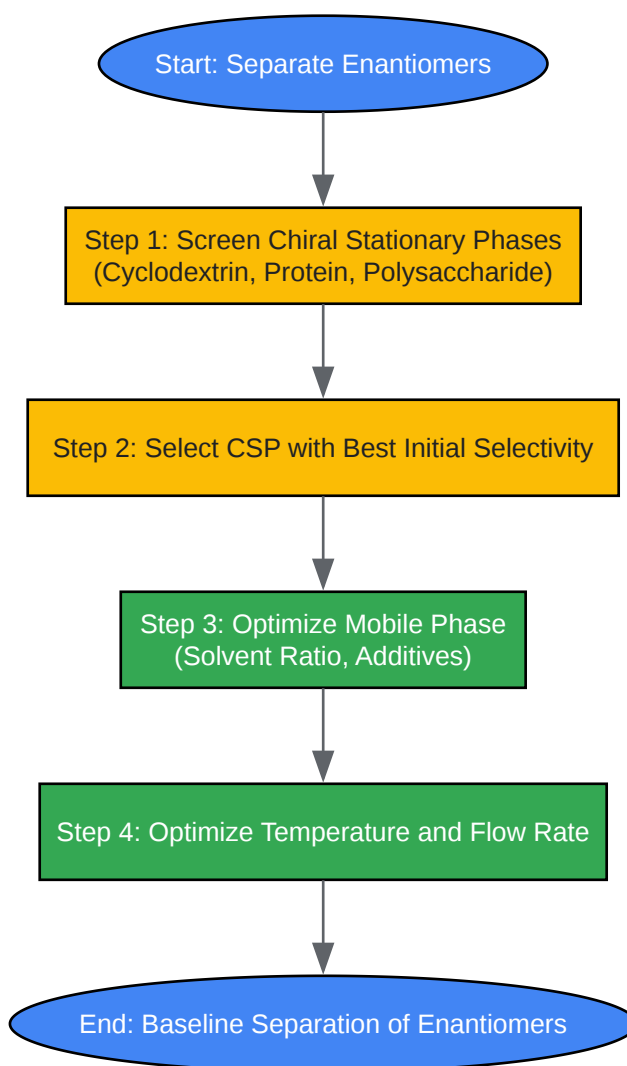 Start: Separate Enantiomers
Step 1: Screen Chiral Stationary Phases
(Cyclodextrin, Protein, Polysaccharide)
Step 2: Select CSP with Best Initial Selectivity
Step 3: Optimize Mobile Phase
(Solvent Ratio, Additives)
Step 4: Optimize Temperature and Flow Rate
End: Baseline Separation of Enantiomers